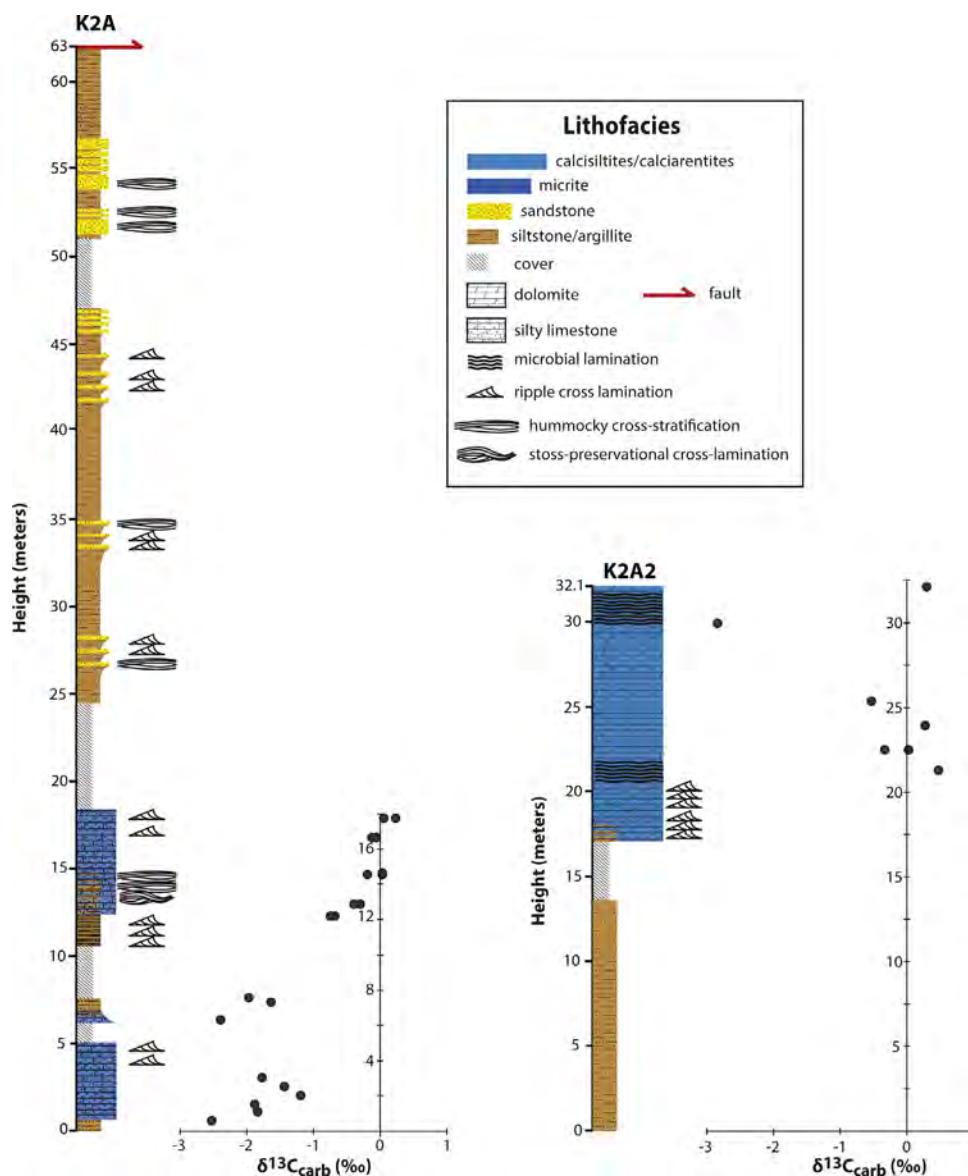 K2A
63
60
55
50
45
40
35
30
25
20
15
10
5
0
Height (meters)
16
12
8
4
-3 -2 -1 0 1
δ13Ccarb (‰)
Lithofacies
calcisiltites/calciarentites
micrite
sandstone
siltstone/argillite
cover
dolomite
fault
silty limestone
microbial lamination
ripple cross lamination
hummocky cross-stratification
stoss-preservational cross-lamination
K2A2
32.1
30
25
20
15
10
5
0
Height (meters)
30
25
20
15
10
5
-3 -2 -1 0
δ13Ccarb (‰)